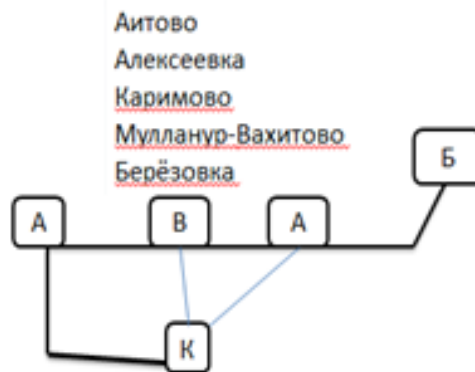 Аитово
Алексеевка
Каримово
Мулланур-Вахитово
Берёзовка
Б
А В А
К